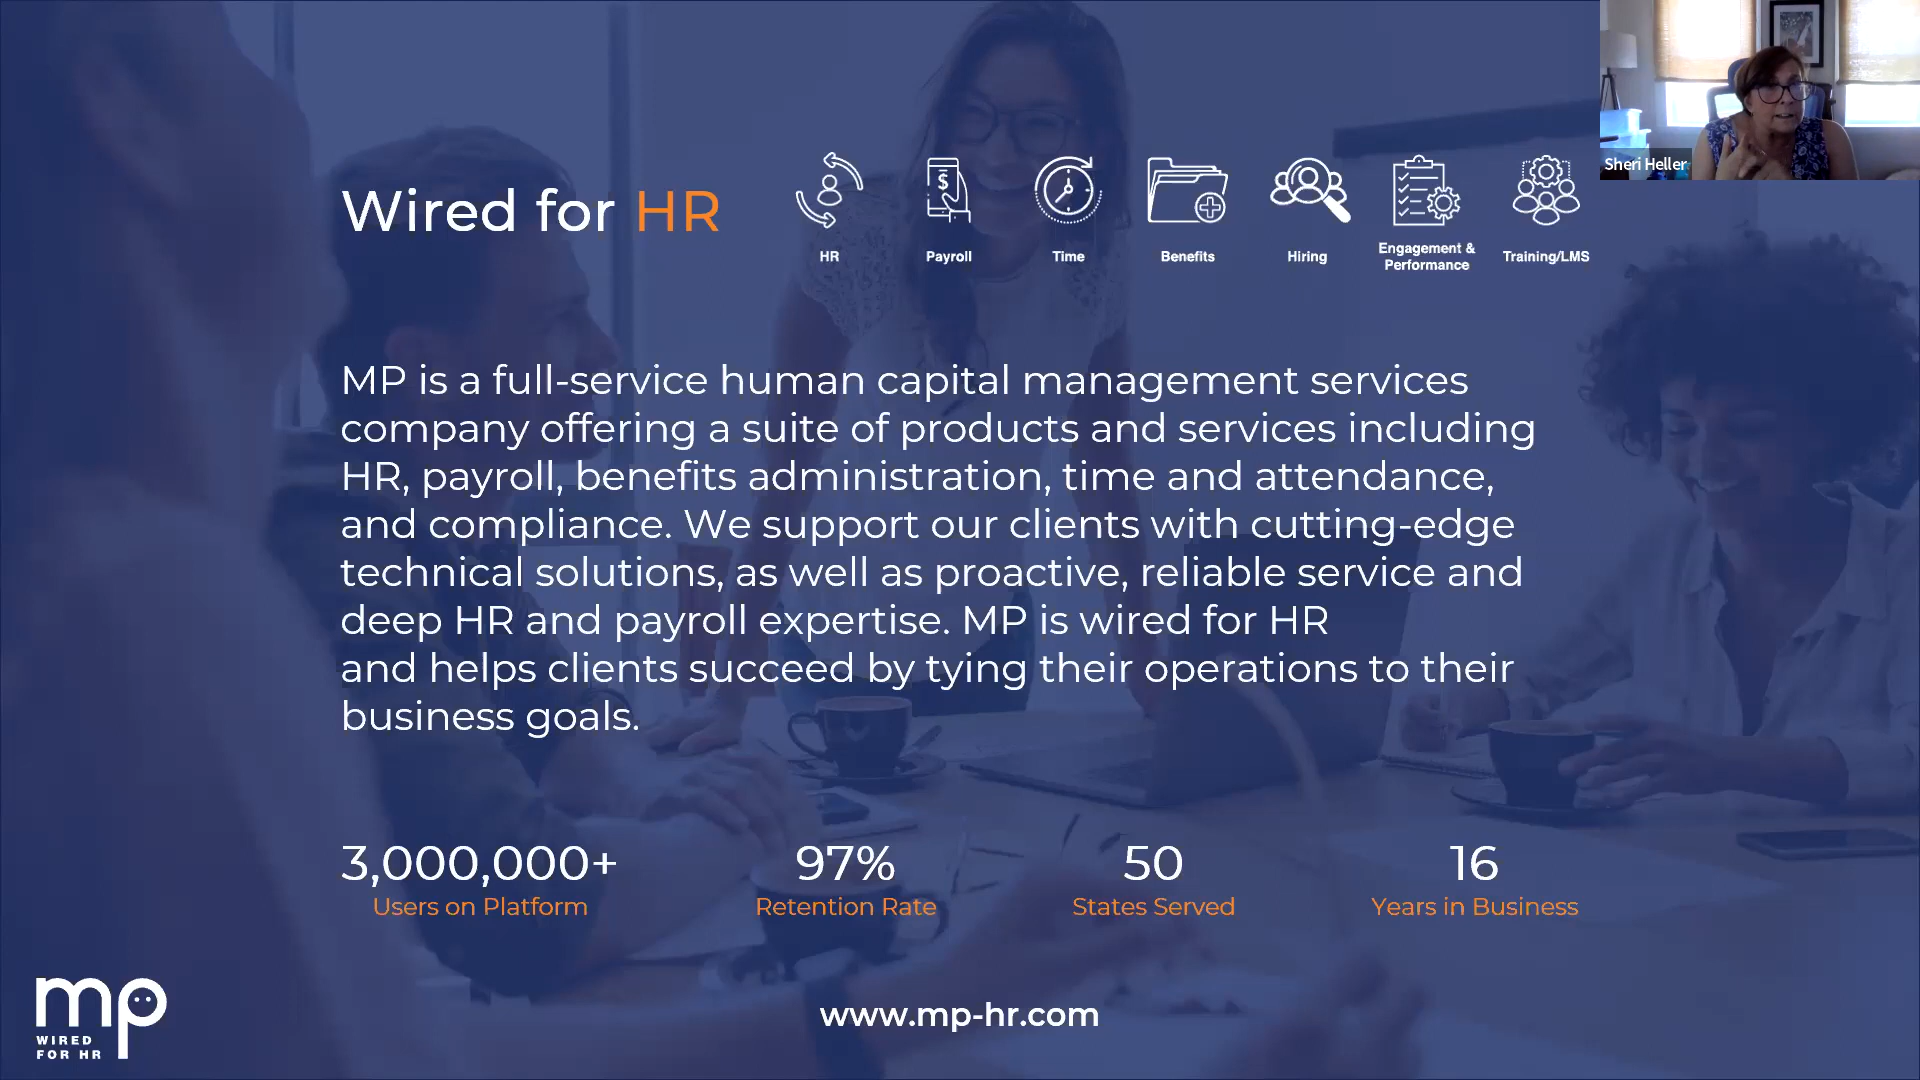 Sheri Heller
Wired for HR
HR
Payroll
Time
Benefits
Hiring
Engagement &
Performance
Training/LMS
$
MP is a full-service human capital management services
company offering a suite of products and services including
HR, payroll, benefits administration, time and attendance,
and compliance. We support our clients with cutting-edge
technical solutions, as well as proactive, reliable service and
deep HR and payroll expertise. MP is wired for HR
and helps clients succeed by tying their operations to their
business goals.
3,000,000+
Users on Platform
97%
Retention Rate
50
States Served
16
Years in Business
mp
WIRED
FOR HR
www.mp-hr.com